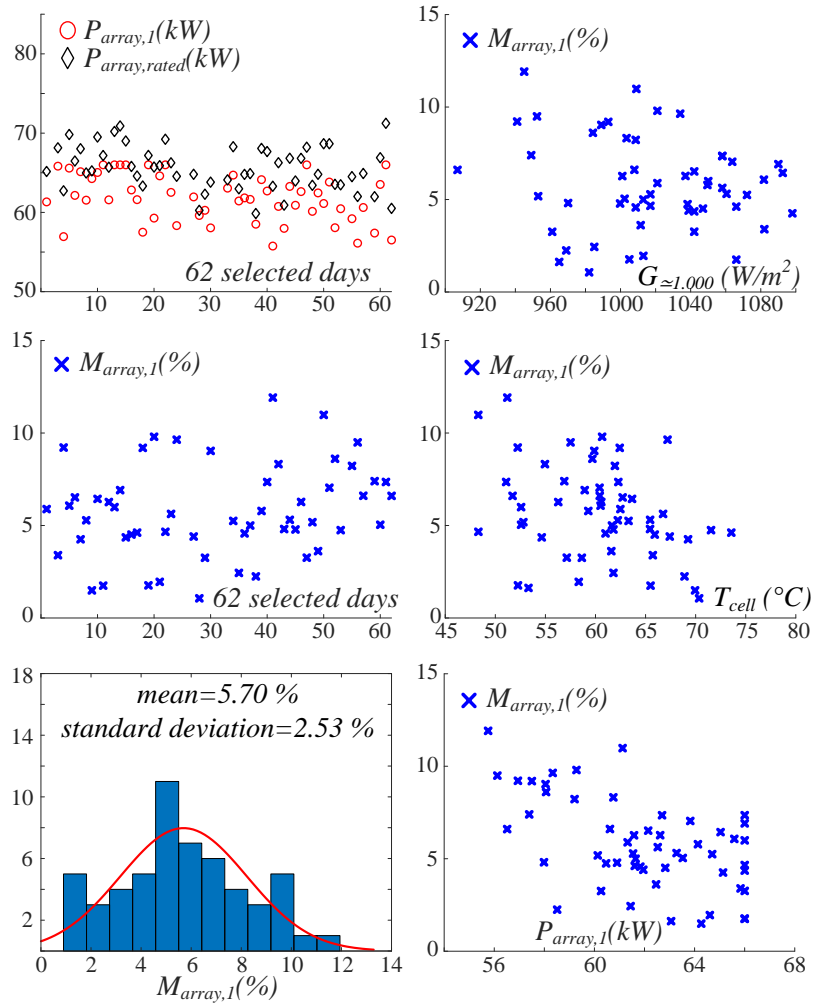 P_array,1(kW)
P_array,rated(kW)
80
70
60
50
10 20 30 40 50 60
62 selected days
M_array,1(%)
15
10
5
0
920 960 1000 1040 1080
G_≃1.000 (W/m²)
M_array,1(%)
15
10
5
0
10 20 30 40 50 60
62 selected days
M_array,1(%)
15
10
5
0
45 50 55 60 65 70 75 80
T_cell (°C)
mean=5.70 %
standard deviation=2.53 %
18
14
10
6
2
0 2 4 6 8 10 12 14
M_array,1(%)
M_array,1(%)
15
10
5
0
56 60 64 68
P_array,1(kW)